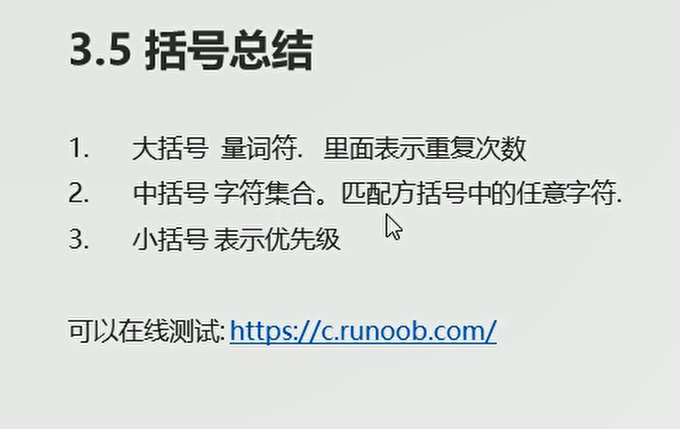 3.5 括号总结
1. 大括号 量词符. 里面表示重复次数
2. 中括号 字符集合。匹配方括号中的任意字符.
3. 小括号 表示优先级
可以在线测试: https://c.runoob.com/